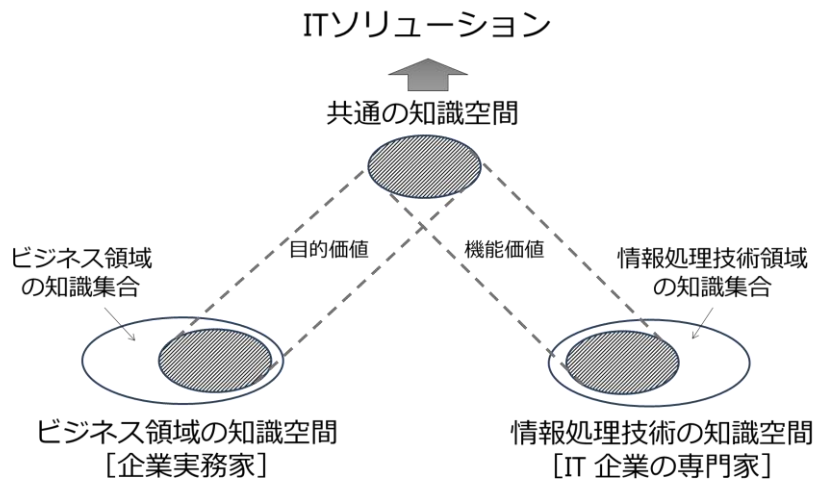 ITソリューション
共通の知識空間
目的価値
機能価値
ビジネス領域
の知識集合
情報処理技術領域
の知識集合
ビジネス領域の知識空間
［企業実務家］
情報処理技術の知識空間
［IT 企業の専門家］